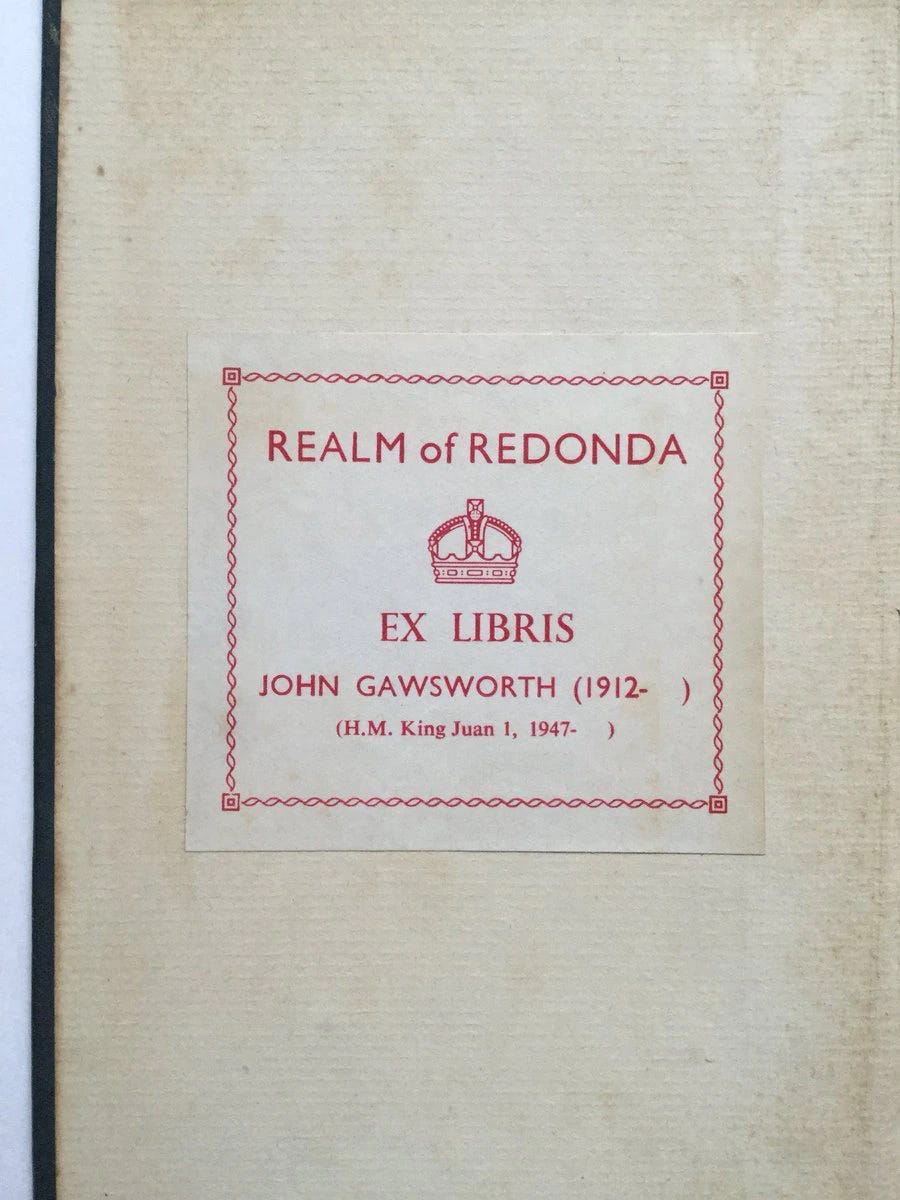 REALM of REDONDA
EX LIBRIS
JOHN GAWSWORTH (1912- )
(H.M. King Juan 1, 1947- )